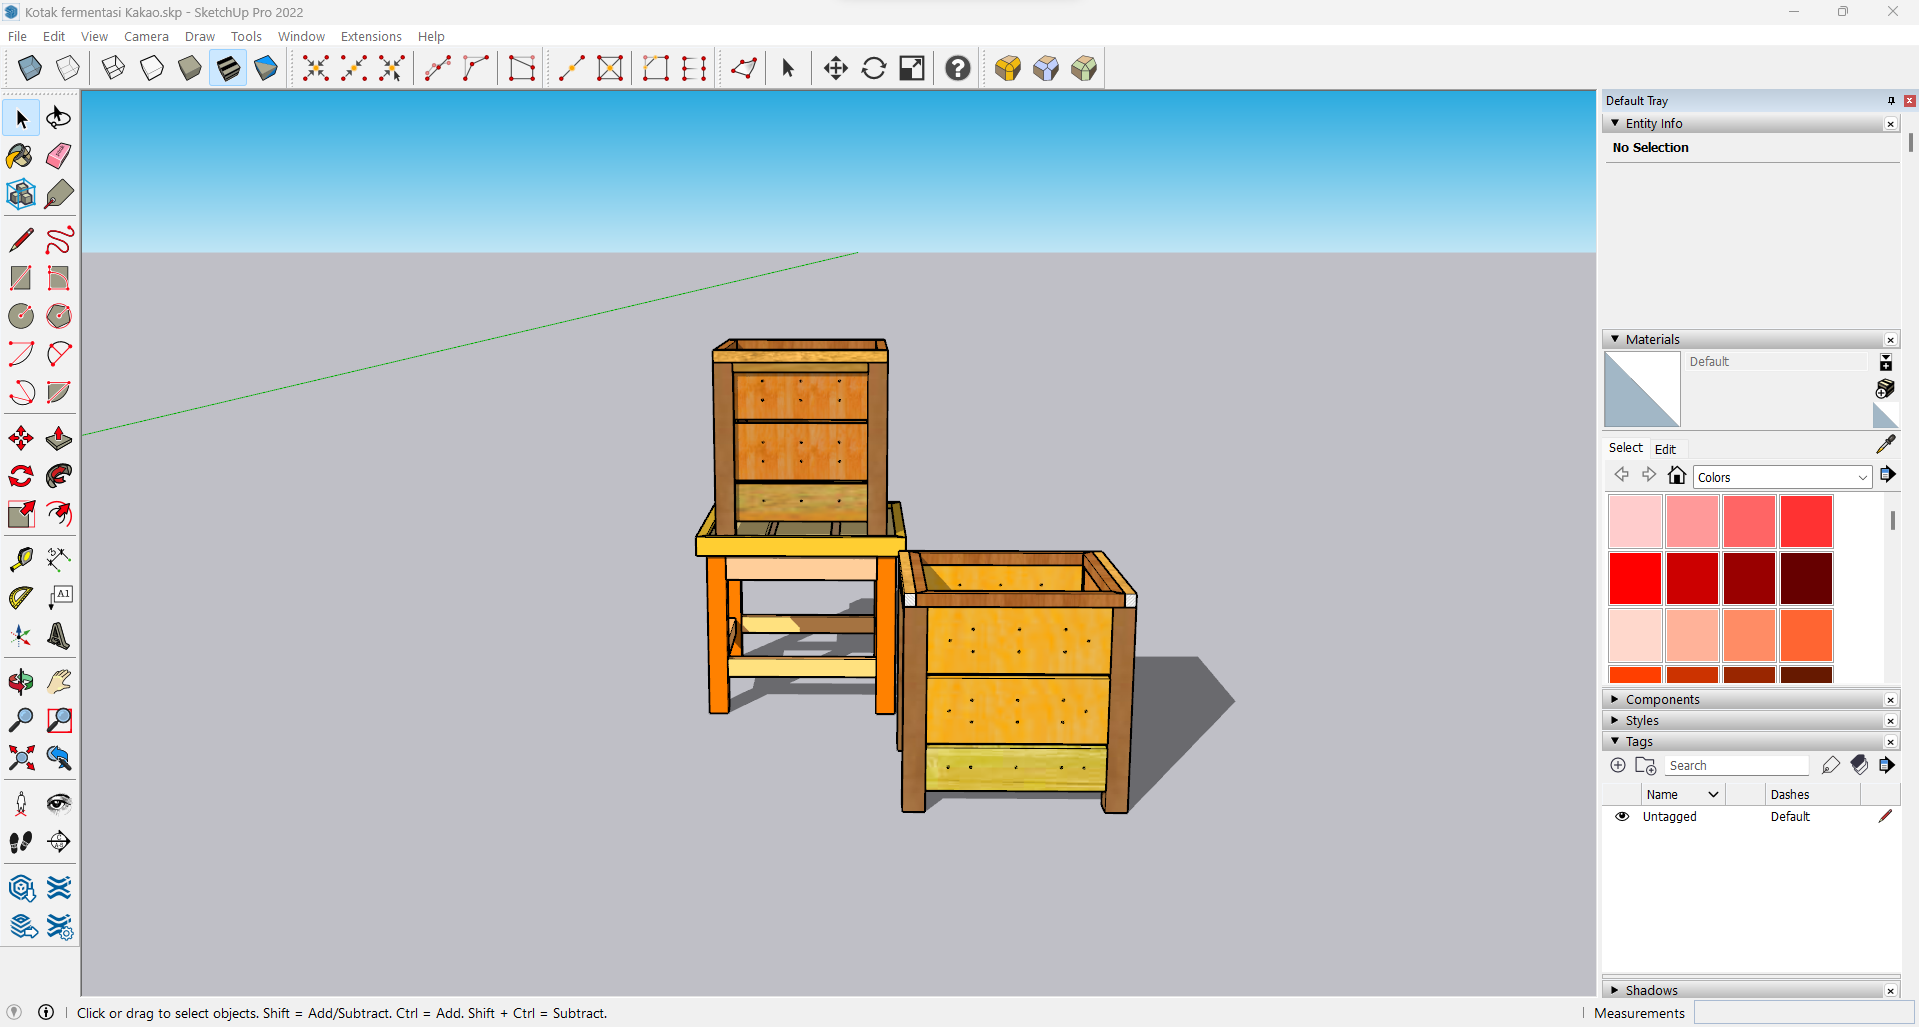 Kotak fermentasi Kakao.skp - SketchUp Pro 2022
File Edit View Camera Draw Tools Window Extensions Help
Default Tray
Entity Info
No Selection
Materials
Default
Select Edit
Colors
Components
Styles
Tags
Search
Name Dashes
Untagged Default
Shadows
A1
Click or drag to select objects. Shift = Add/Subtract. Ctrl = Add. Shift + Ctrl = Subtract.
Measurements